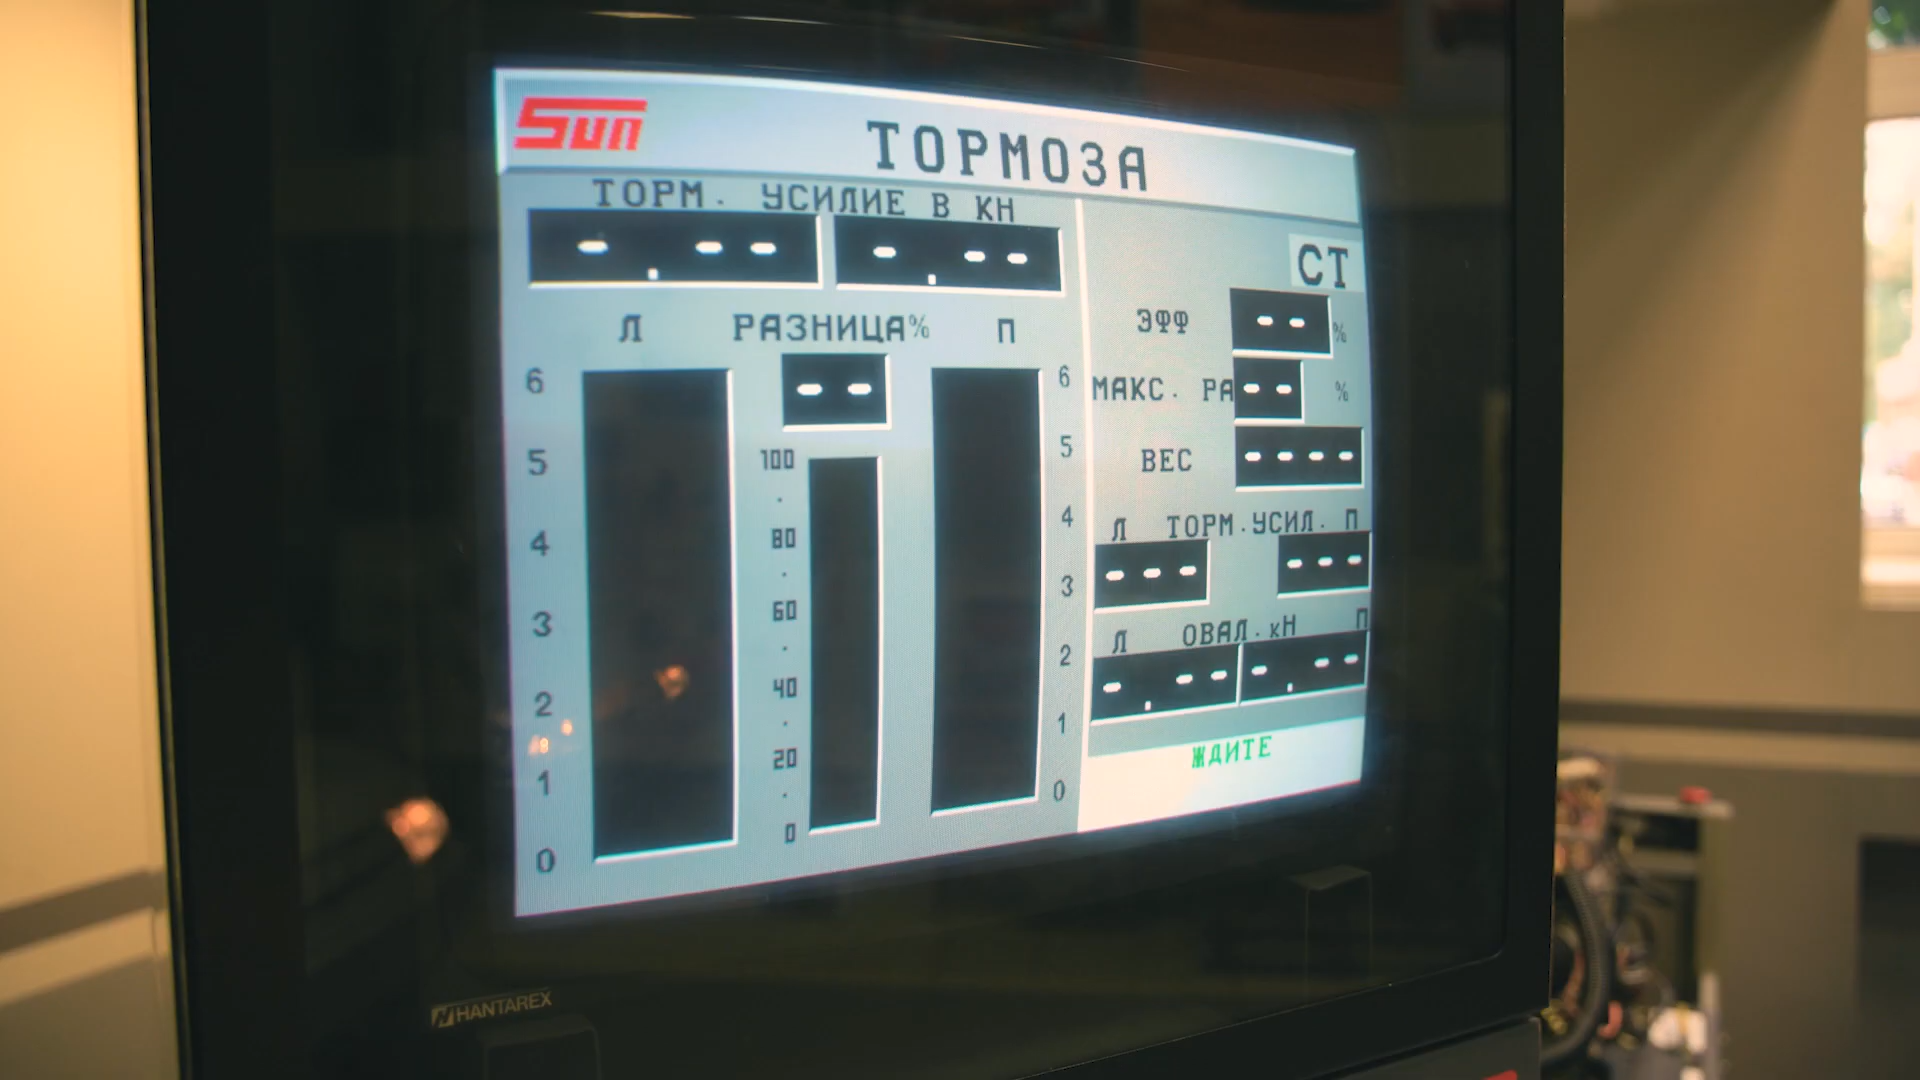 Sun
ТОРМОЗА
ТОРМ. УСИЛИЕ В КН
- . - -   - . - -
Л РАЗНИЦА% П
- -
6
5
4
3
2
1
0
100
80
60
40
20
0
6
5
4
3
2
1
0
СТ
ЭФФ - - %
МАКС. РА - - %
ВЕС - - - -
Л ТОРМ.УСИЛ. П
- - -   - - -
Л ОВАЛ.кН П
- . - -   - . - -
ЖДИТЕ
HANTAREX